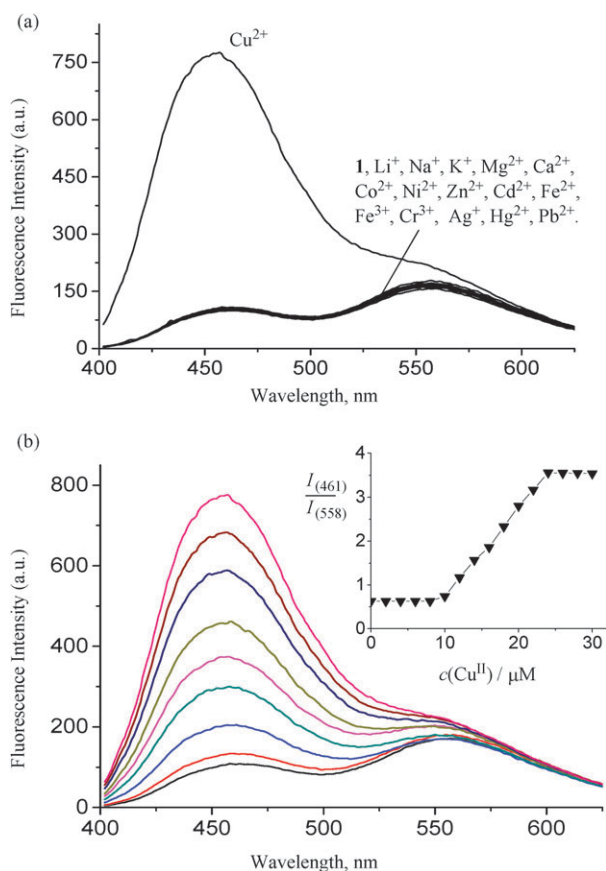 (a)
Cu²⁺
750
600
450
300
150
0
Fluorescence Intensity (a.u.)
1, Li⁺, Na⁺, K⁺, Mg²⁺, Ca²⁺,
Co²⁺, Ni²⁺, Zn²⁺, Cd²⁺, Fe²⁺,
Fe³⁺, Cr³⁺, Ag⁺, Hg²⁺, Pb²⁺.
400 450 500 550 600
Wavelength, nm
(b)
800
600
400
200
0
Fluorescence Intensity (a.u.)
I(461)
I(558)
4
3
2
1
0
0 10 20 30
c(Cuᴵᴵ) / μM
400 450 500 550 600
Wavelength, nm